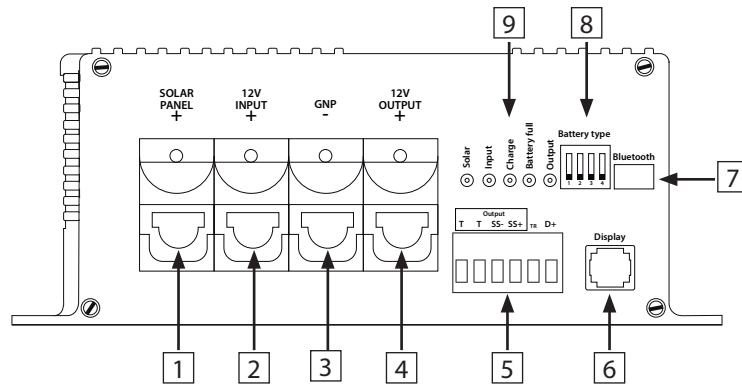 9
8
SOLAR
PANEL
+
12V
INPUT
+
GNP
-
12V
OUTPUT
+
Solar
Input
Charge
Battery full
Output
Battery type
1 2 3 4
Bluetooth
7
Output
T T SS- SS+ TR D+
Display
1
2
3
4
5
6